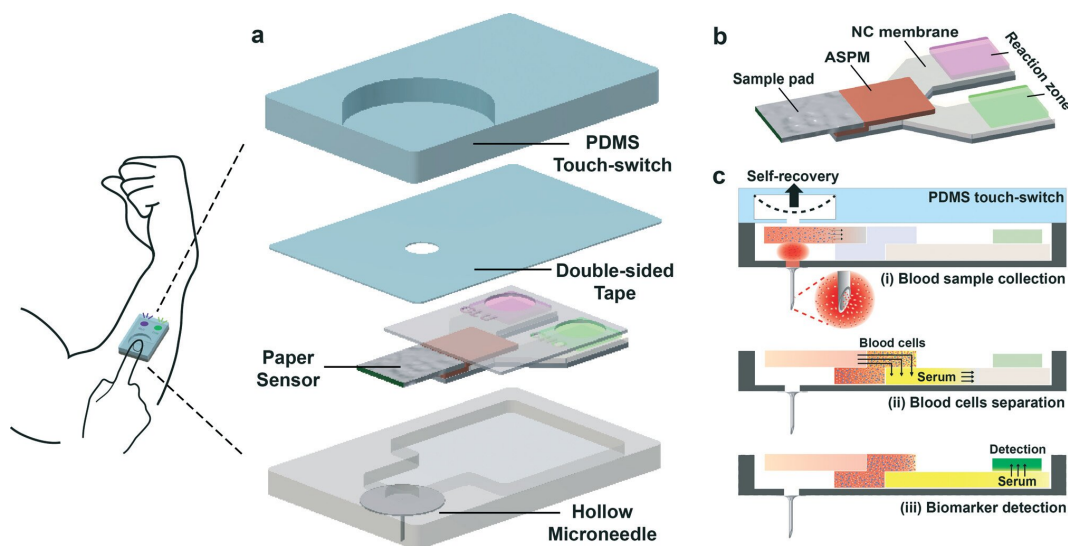 a
PDMS
Touch-switch
Double-sided
Tape
GLU
Paper
Sensor
Hollow
Microneedle
b
NC membrane
ASPM
Sample pad
Reaction zone
c
Self-recovery
PDMS touch-switch
(i) Blood sample collection
Blood cells
Serum
(ii) Blood cells separation
Detection
Serum
(iii) Biomarker detection